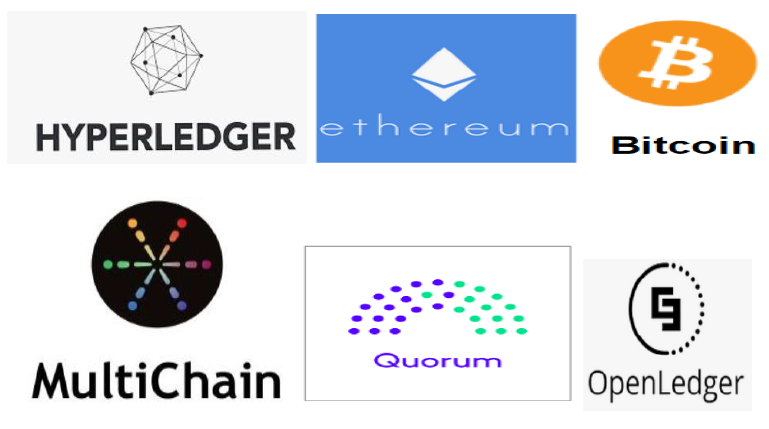 HYPERLEDGER
ethereum
Bitcoin
MultiChain
Quorum
OpenLedger